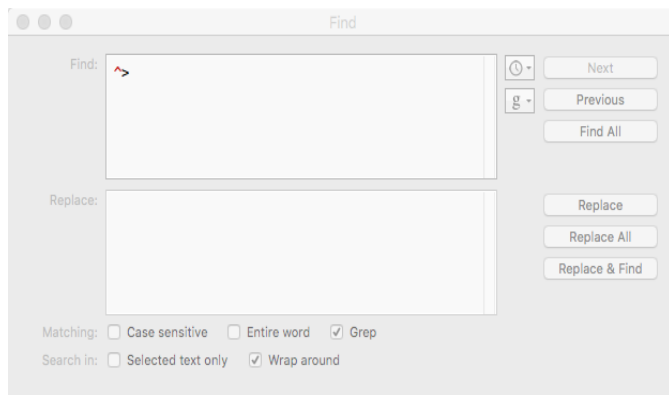 Find
Find:
^>
g
Next
Previous
Find All
Replace:
Replace
Replace All
Replace & Find
Matching: Case sensitive Entire word Grep
Search in: Selected text only Wrap around